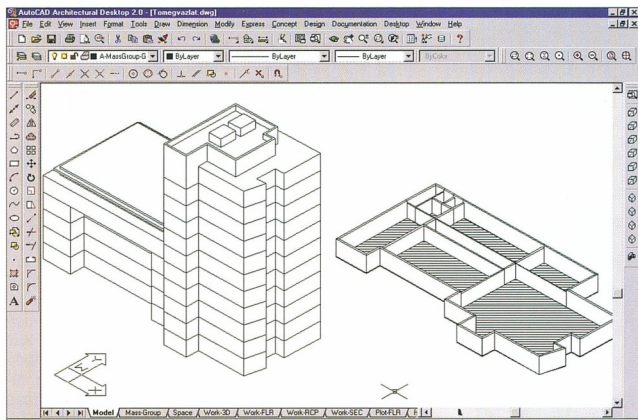 AutoCAD Architectural Desktop 2.0 - [Tomegvazlat.dwg]
File Edit View Insert Format Tools Draw Dimension Modify Express Concept Design Documentation Desktop Window Help
A-MassGroup-G ByLayer ByLayer ByLayer ByColor
A
W Y X
Model Mass-Group Space Work-3D Work-FLR Work-RCP Work-SEC Plot-FLR